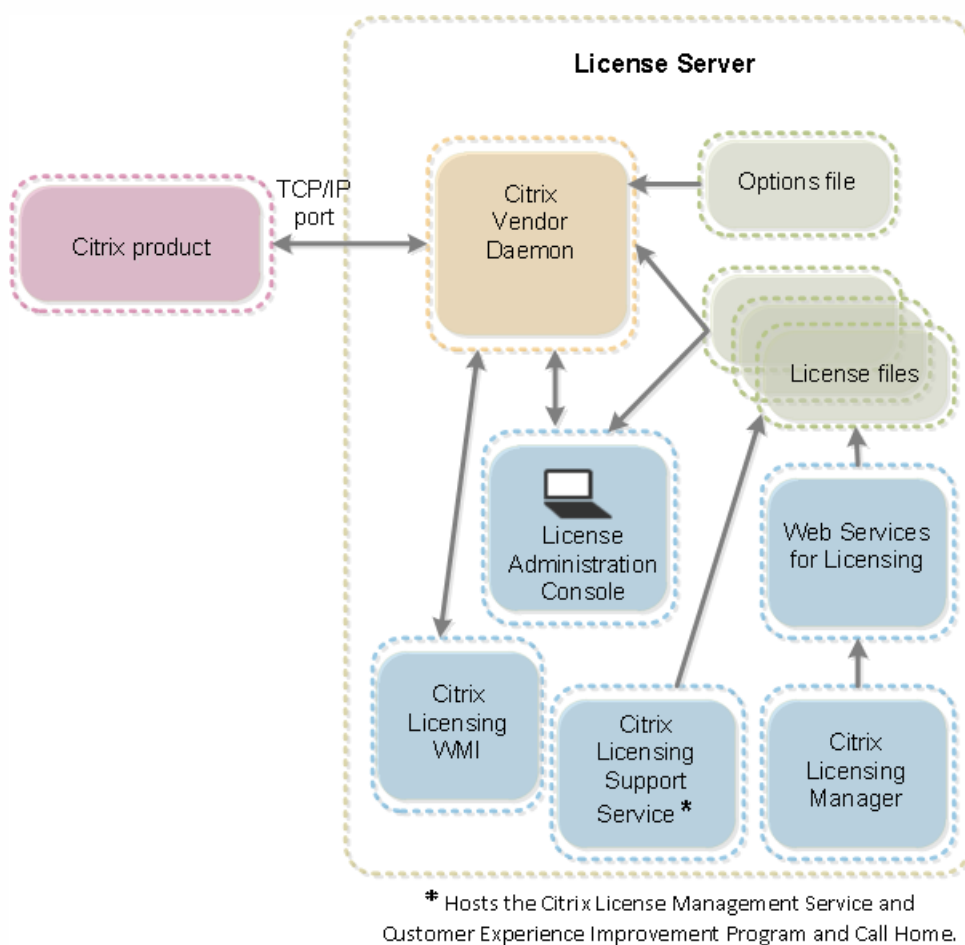 License Server
Options file
TCP/IP
port
Citrix
Vendor
Daemon
Citrix product
License files
License
Administration
Console
Web Services
for Licensing
Citrix
Licensing
WMI
Citrix
Licensing
Support
Service *
Citrix
Licensing
Manager
* Hosts the Citrix License Management Service and
Customer Experience Improvement Program and Call Home.